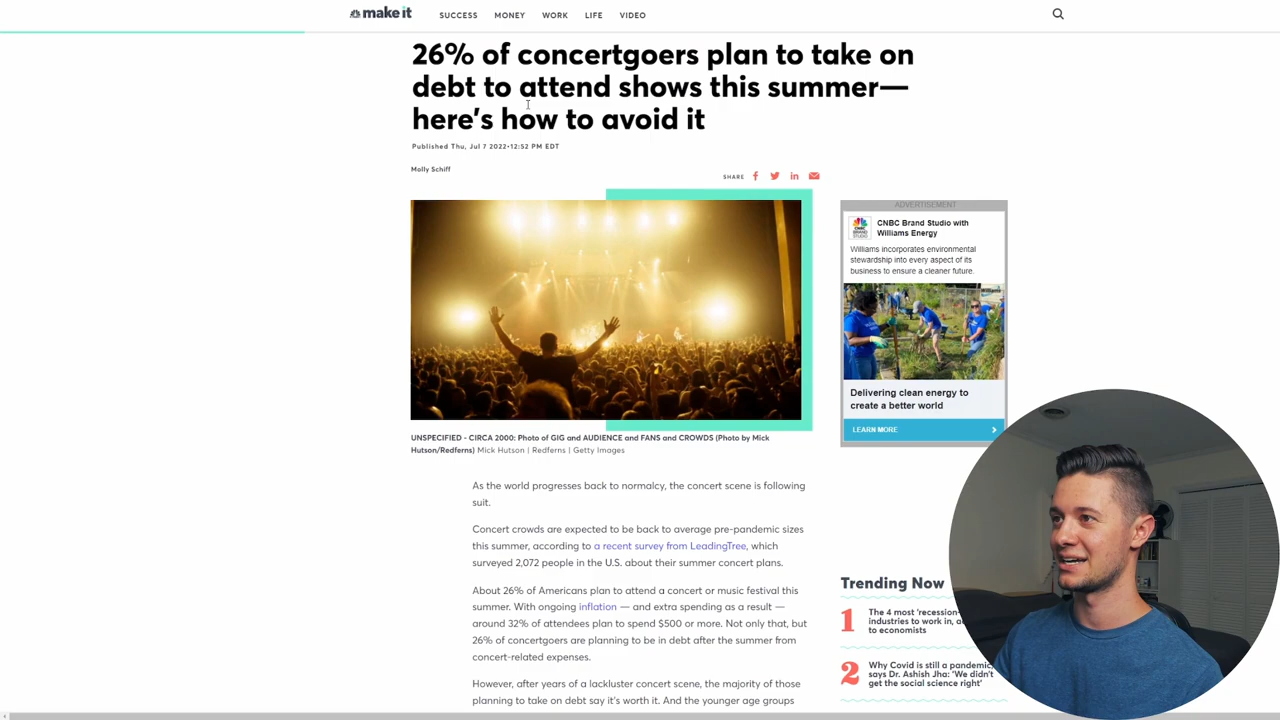 make it
SUCCESS
MONEY
WORK
LIFE
VIDEO
26% of concertgoers plan to take on
debt to attend shows this summer—
here's how to avoid it
Published Thu, Jul 7 2022•12:52 PM EDT
Molly Schiff
SHARE
UNSPECIFIED - CIRCA 2000: Photo of GIG and AUDIENCE and FANS and CROWDS (Photo by Mick
Hutson/Redferns) Mick Hutson | Redferns | Getty Images
As the world progresses back to normalcy, the concert scene is following
suit.
Concert crowds are expected to be back to average pre-pandemic sizes
this summer, according to a recent survey from LeadingTree, which
surveyed 2,072 people in the U.S. about their summer concert plans.
About 26% of Americans plan to attend a concert or music festival this
summer. With ongoing inflation — and extra spending as a result —
around 32% of attendees plan to spend $500 or more. Not only that, but
26% of concertgoers are planning to be in debt after the summer from
concert-related expenses.
However, after years of a lackluster concert scene, the majority of those
planning to take on debt say it's worth it. And the younger age groups
ADVERTISEMENT
CNBC Brand Studio with
Williams Energy
Williams incorporates environmental
stewardship into every aspect of its
business to ensure a cleaner future.
Delivering clean energy to
create a better world
LEARN MORE
Trending Now
1
The 4 most 'recession-
industries to work in,
to economists
2
Why Covid is still a pandemic,
says Dr. Ashish Jha: 'We didn't
get the social science right'